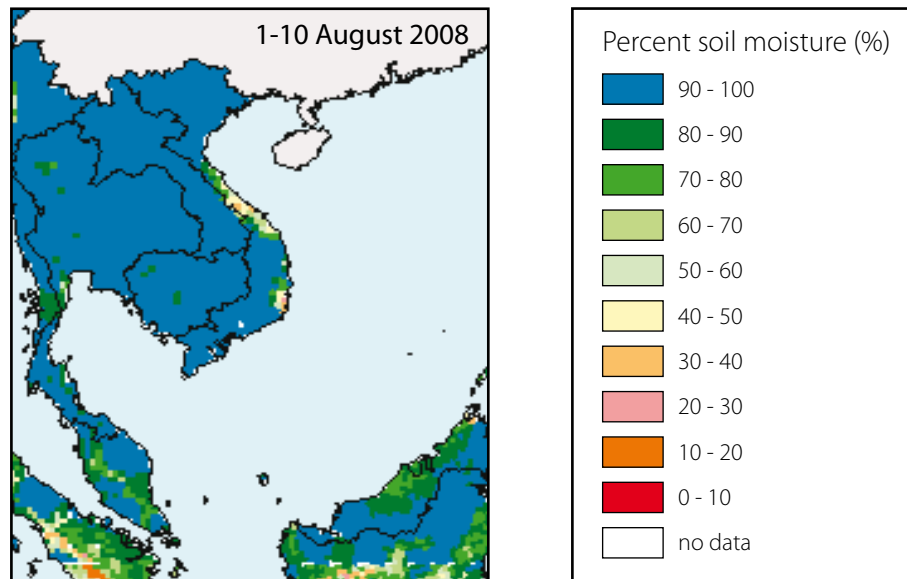 1-10 August 2008
Percent soil moisture (%)
90 - 100
80 - 90
70 - 80
60 - 70
50 - 60
40 - 50
30 - 40
20 - 30
10 - 20
0 - 10
no data